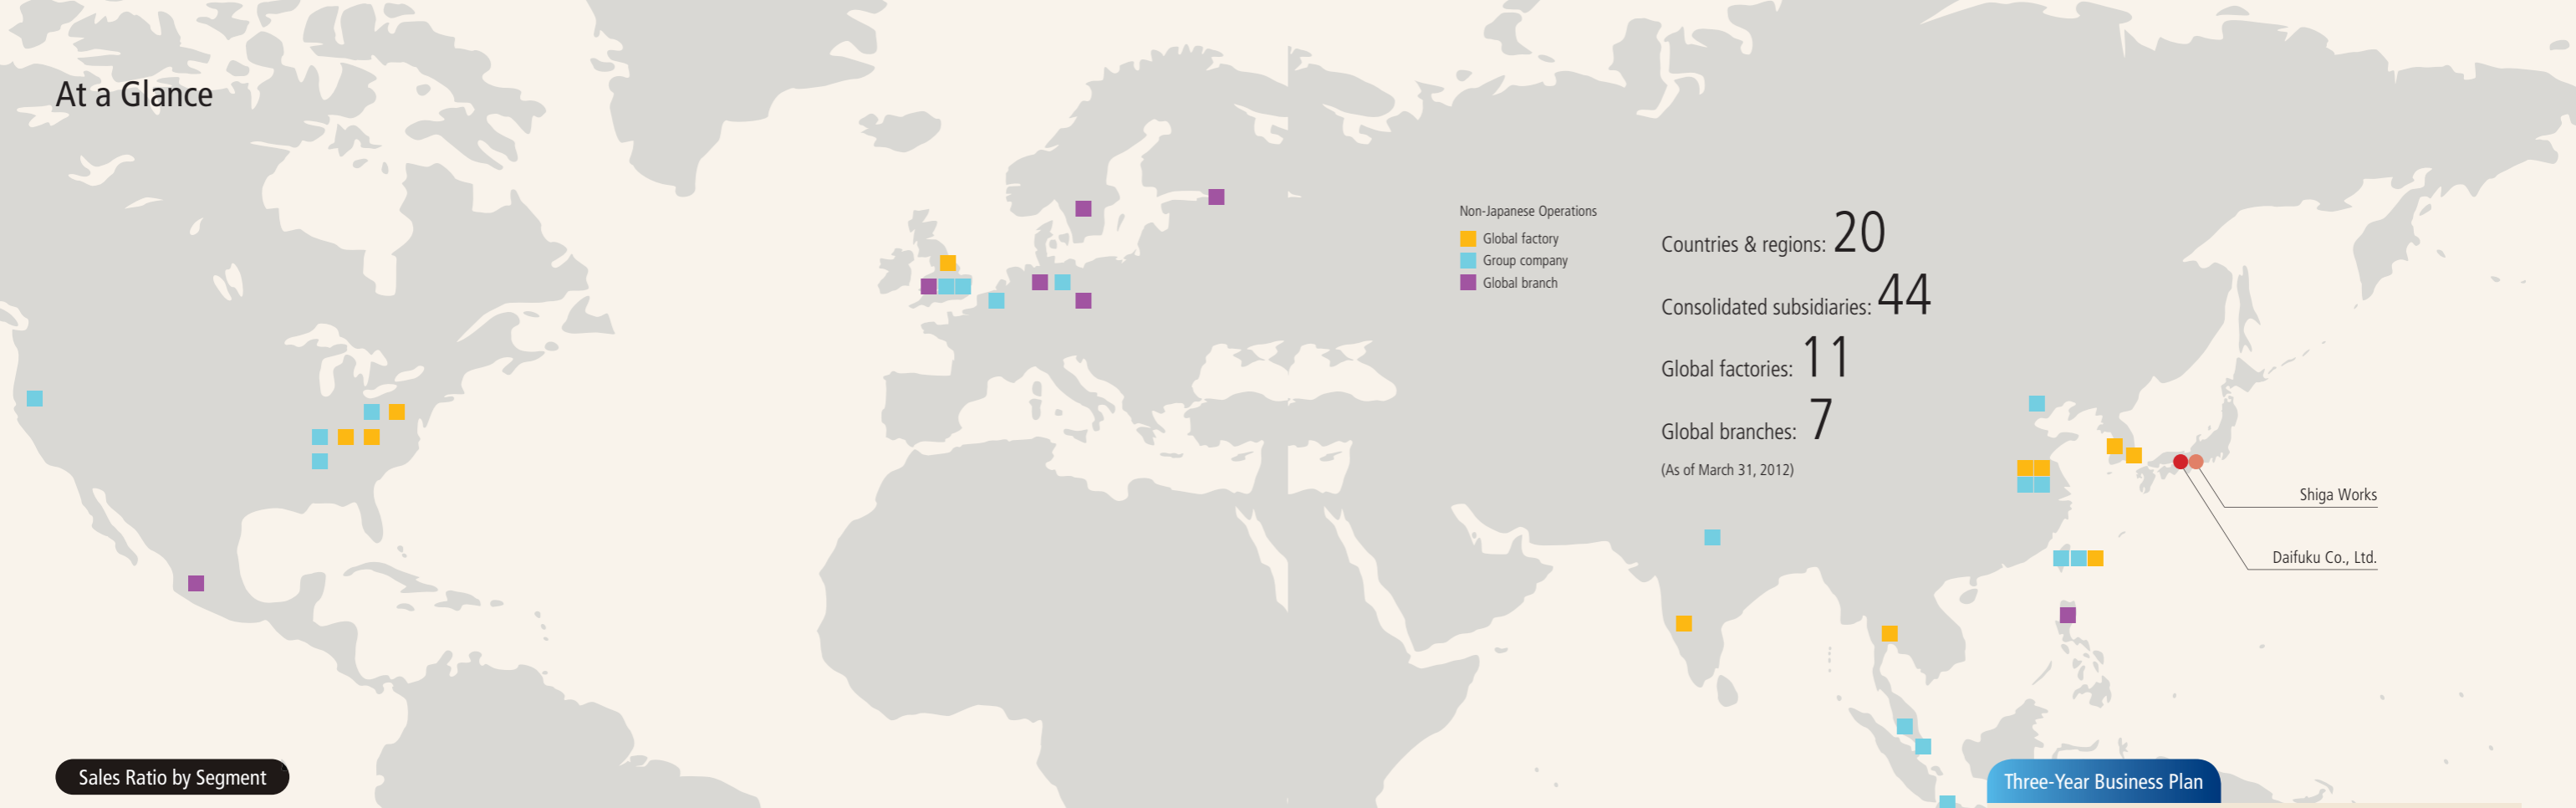 At a Glance
Non-Japanese Operations
Global factory
Group company
Global branch
Countries & regions: 20
Consolidated subsidiaries: 44
Global factories: 11
Global branches: 7
(As of March 31, 2012)
Shiga Works
Daifuku Co., Ltd.
Sales Ratio by Segment
Three-Year Business Plan